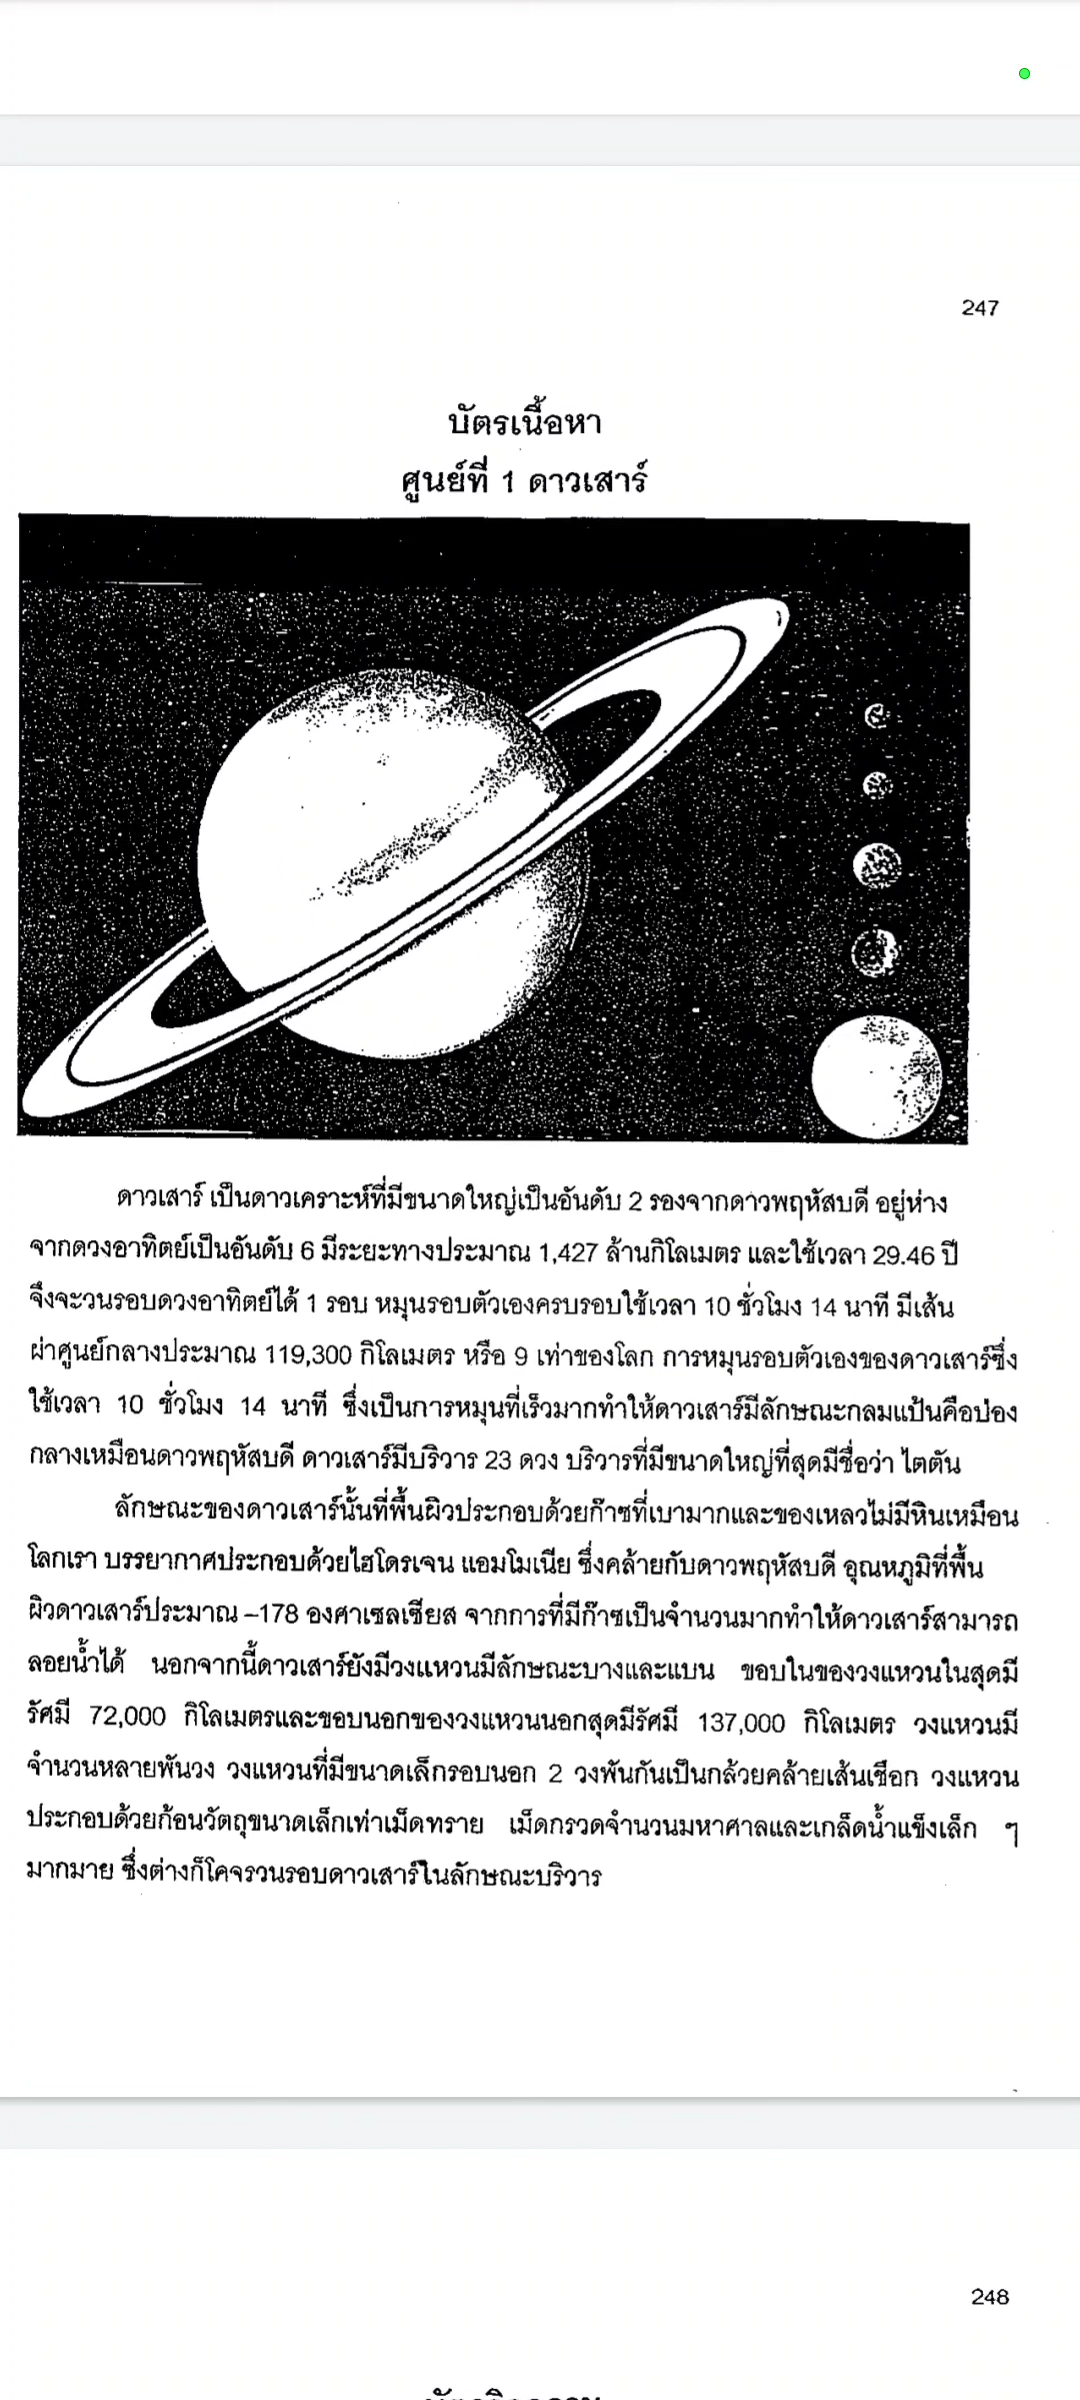 247
บัตรเนื้อหา
ศูนย์ที่ 1 ดาวเสาร์
ดาวเสาร์ เป็นดาวเคราะห์ที่มีขนาดใหญ่เป็นอันดับ 2 รองจากดาวพฤหัสบดี อยู่ห่าง
จากดวงอาทิตย์เป็นอันดับ 6 มีระยะทางประมาณ 1,427 ล้านกิโลเมตร และใช้เวลา 29.46 ปี
จึงจะวนรอบดวงอาทิตย์ได้ 1 รอบ หมุนรอบตัวเองครบรอบใช้เวลา 10 ชั่วโมง 14 นาที มีเส้น
ผ่าศูนย์กลางประมาณ 119,300 กิโลเมตร หรือ 9 เท่าของโลก การหมุนรอบตัวเองของดาวเสาร์ซึ่ง
ใช้เวลา 10 ชั่วโมง 14 นาที ซึ่งเป็นการหมุนที่เร็วมากทำให้ดาวเสาร์มีลักษณะกลมแป้นคือป่อง
กลางเหมือนดาวพฤหัสบดี ดาวเสาร์มีบริวาร 23 ดวง บริวารที่มีขนาดใหญ่ที่สุดมีชื่อว่า ไตตัน
ลักษณะของดาวเสาร์นั้นที่พื้นผิวประกอบด้วยก๊าซที่เบามากและของเหลวไม่มีหินเหมือน
โลกเรา บรรยากาศประกอบด้วยไฮโดรเจน แอมโมเนีย ซึ่งคล้ายกับดาวพฤหัสบดี อุณหภูมิที่พื้น
ผิวดาวเสาร์ประมาณ –178 องศาเซลเซียส จากการที่มีก๊าซเป็นจำนวนมากทำให้ดาวเสาร์สามารถ
ลอยน้ำได้ นอกจากนี้ดาวเสาร์ยังมีวงแหวนมีลักษณะบางและแบน ขอบในของวงแหวนในสุดมี
รัศมี 72,000 กิโลเมตรและขอบนอกของวงแหวนนอกสุดมีรัศมี 137,000 กิโลเมตร วงแหวนมี
จำนวนหลายพันวง วงแหวนที่มีขนาดเล็กรอบนอก 2 วงพันกันเป็นกล้วยคล้ายเส้นเชือก วงแหวน
ประกอบด้วยก้อนวัตถุขนาดเล็กเท่าเม็ดทราย เม็ดกรวดจำนวนมหาศาลและเกล็ดน้ำแข็งเล็ก ๆ
มากมาย ซึ่งต่างก็โคจรวนรอบดาวเสาร์ในลักษณะบริวาร
248